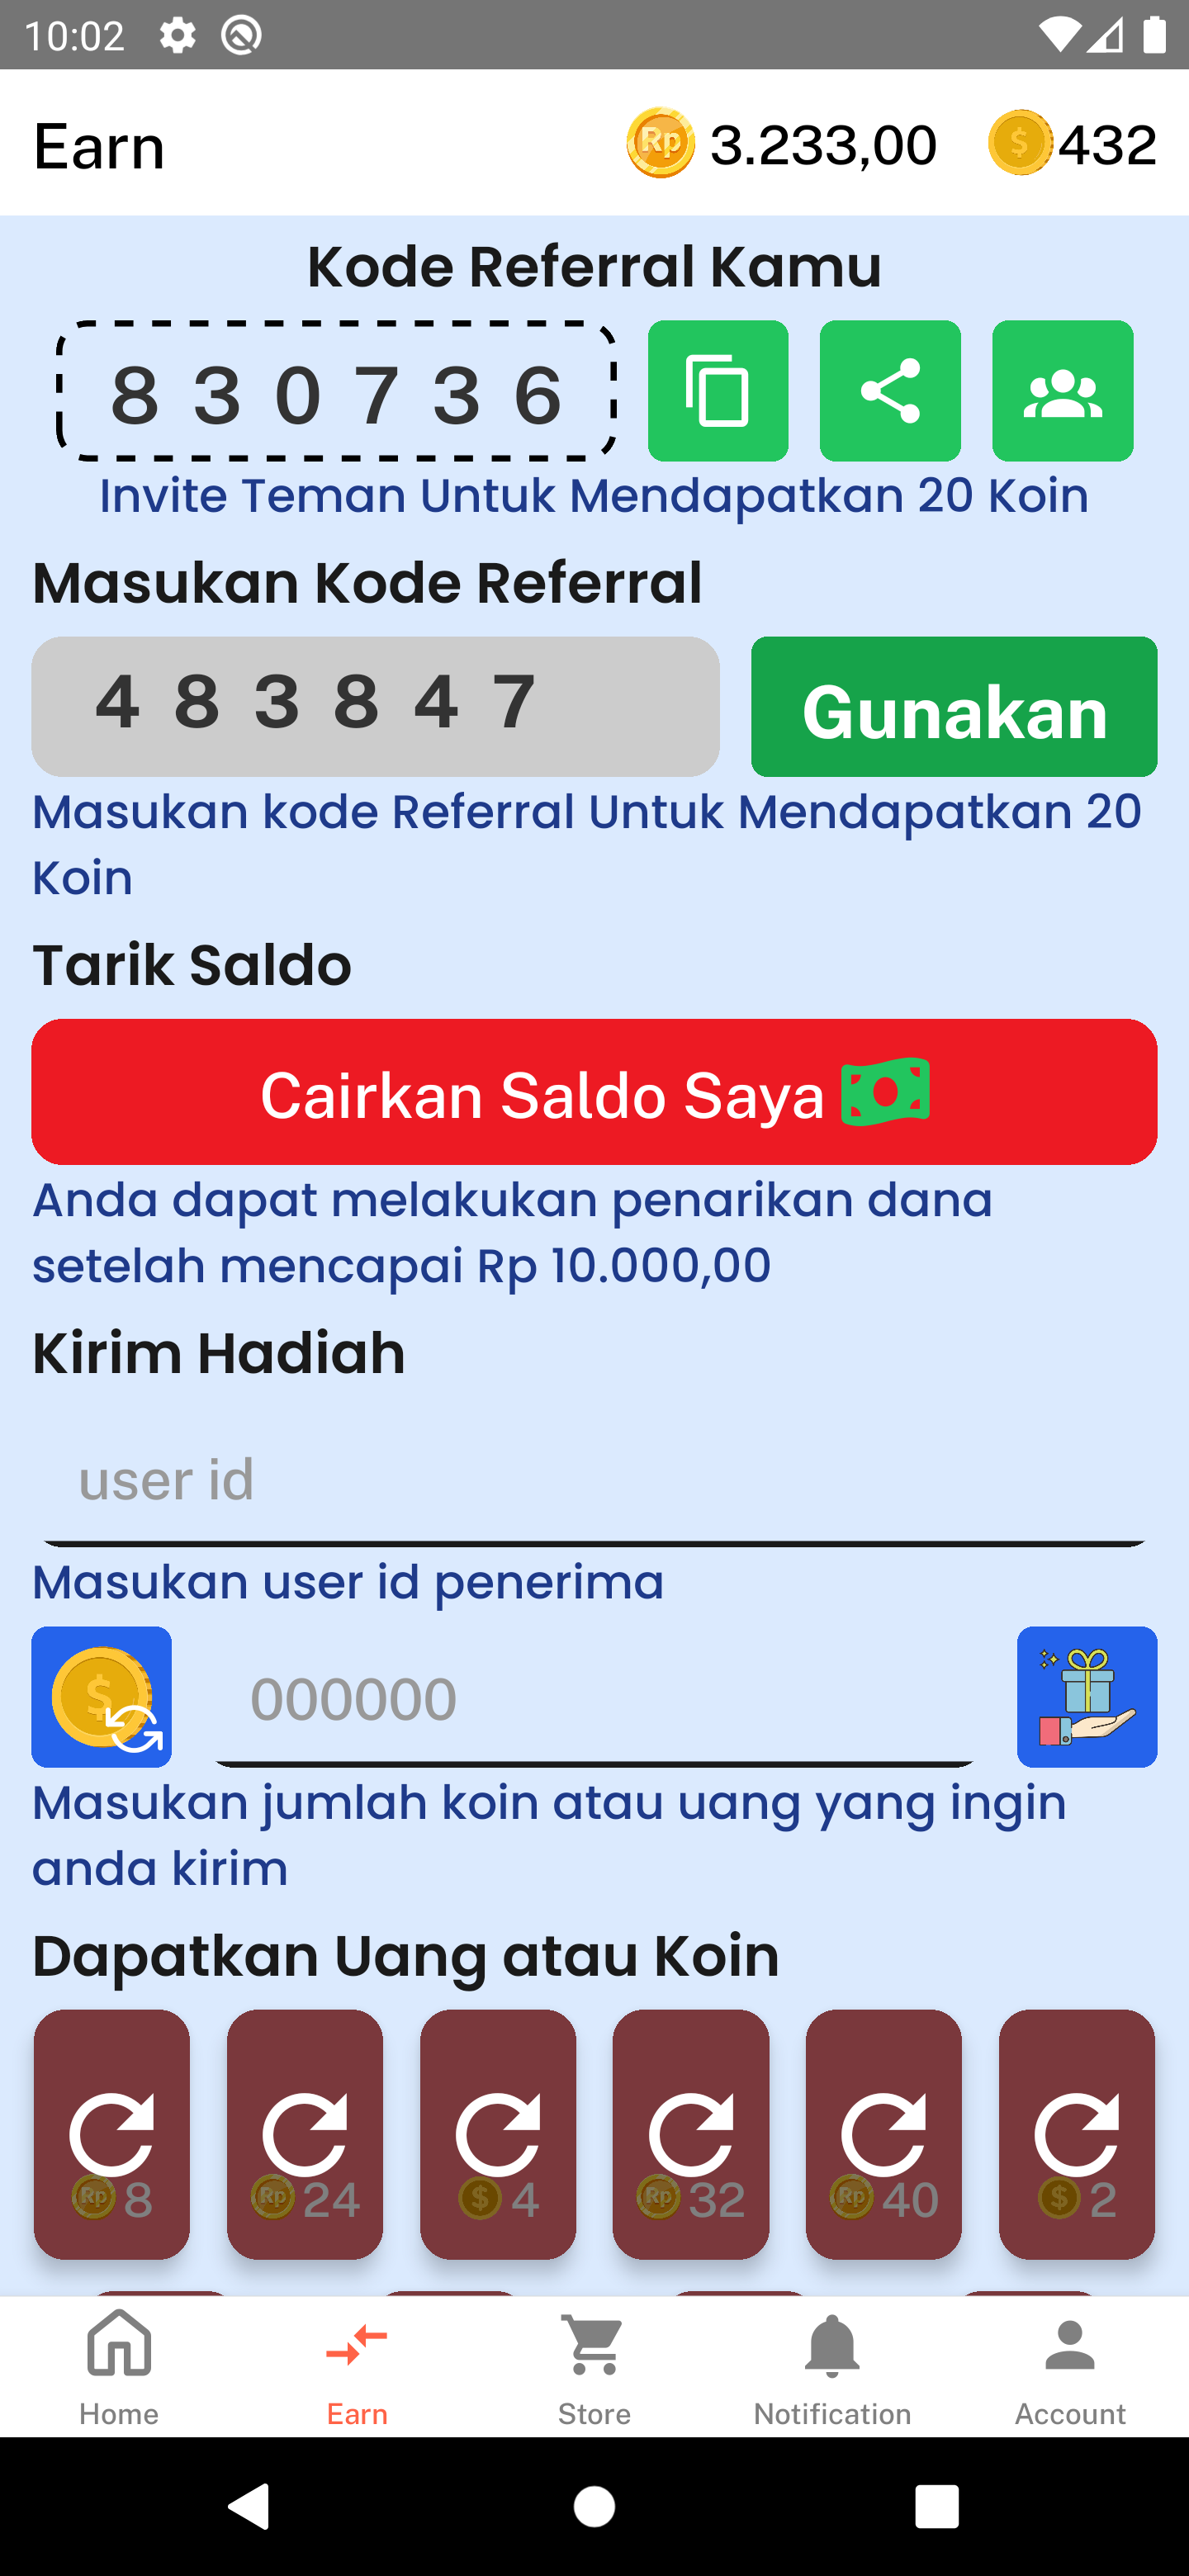 10:02
Earn
Rp 3.233,00 $ 432
Kode Referral Kamu
8 3 0 7 3 6
Invite Teman Untuk Mendapatkan 20 Koin
Masukan Kode Referral
4 8 3 8 4 7
Gunakan
Masukan kode Referral Untuk Mendapatkan 20
Koin
Tarik Saldo
Cairkan Saldo Saya
Anda dapat melakukan penarikan dana
setelah mencapai Rp 10.000,00
Kirim Hadiah
user id
Masukan user id penerima
$ 000000
Masukan jumlah koin atau uang yang ingin
anda kirim
Dapatkan Uang atau Koin
Rp 8 Rp 24 $ 4 Rp 32 Rp 40 $ 2
Home Earn Store Notification Account